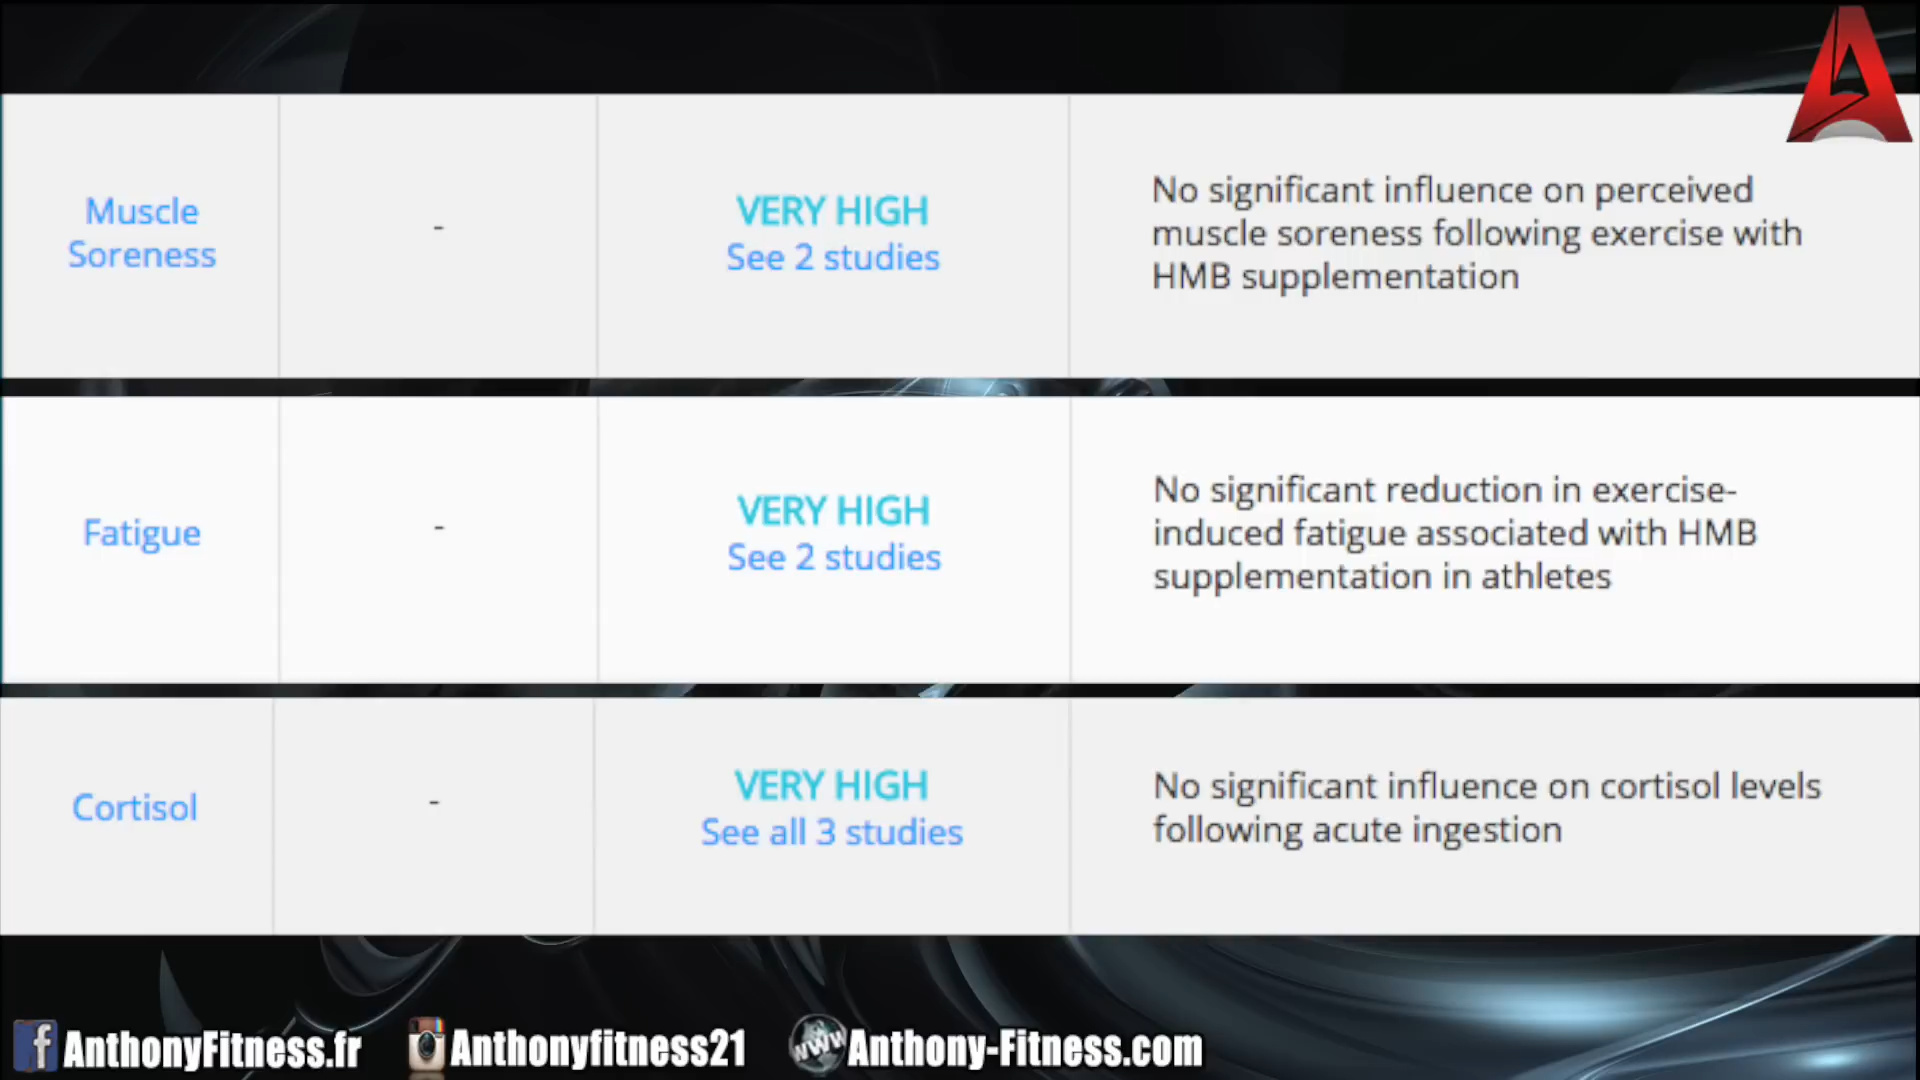 Muscle
Soreness
-
VERY HIGH
See 2 studies
No significant influence on perceived
muscle soreness following exercise with
HMB supplementation
Fatigue
-
VERY HIGH
See 2 studies
No significant reduction in exercise-
induced fatigue associated with HMB
supplementation in athletes
Cortisol
-
VERY HIGH
See all 3 studies
No significant influence on cortisol levels
following acute ingestion
f AnthonyFitness.fr
Anthonyfitness21
www Anthony-Fitness.com